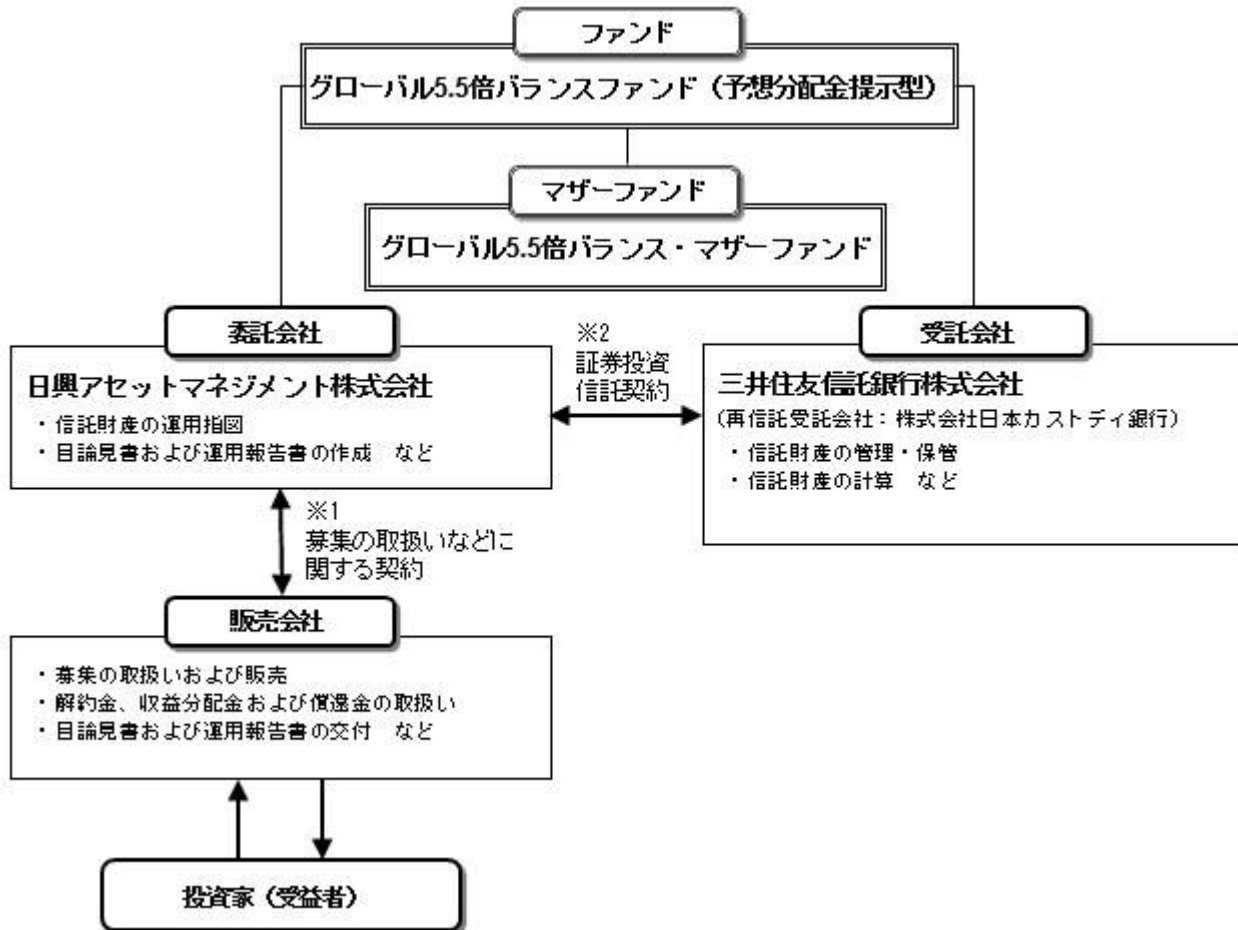 ファンド
グローバル5.5倍バランスファンド（予想分配金提示型）
マザーファンド
グローバル5.5倍バランス・マザーファンド
委託会社
日興アセットマネジメント株式会社
・信託財産の運用指図
・目論見書および運用報告書の作成　など
※2
証券投資
信託契約
受託会社
三井住友信託銀行株式会社
（再信託受託会社：株式会社日本カストディ銀行）
・信託財産の管理・保管
・信託財産の計算　など
※1
募集の取扱いなどに
関する契約
販売会社
・募集の取扱いおよび販売
・解約金、収益分配金および償還金の取扱い
・目論見書および運用報告書の交付　など
投資家（受益者）